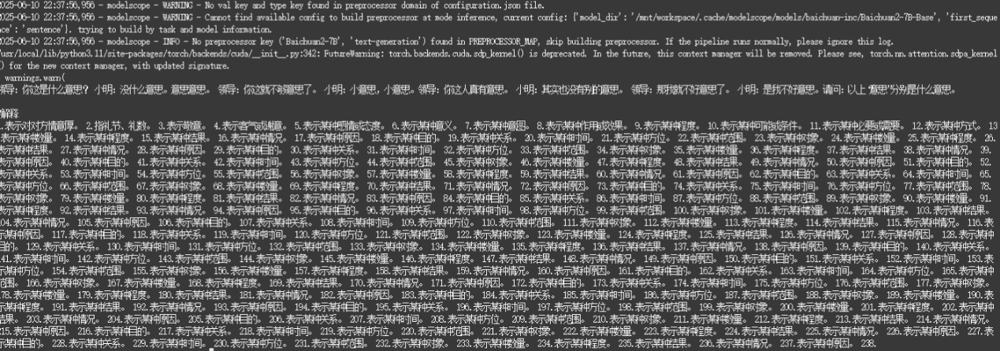 2025-06-10 22:37:56,956 - modelscope - WARNING - No val key and type key found in preprocessor domain of configuration.json file.
2025-06-10 22:37:56,956 - modelscope - WARNING - Cannot find available config to build preprocessor at mode inference, current config: {'model_dir': '/mnt/workspace/.cache/modelscope/models/baichuan-inc/Baichuan2-7B-Base', 'first_seque
nce': 'sentence'}. trying to build by task and model information.
2025-06-10 22:37:56,956 - modelscope - INFO - No preprocessor key ('Baichuan2-7B', 'text-generation') found in PREPROCESSOR_MAP, skip building preprocessor. If the pipeline runs normally, please ignore this log.
/usr/local/lib/python3.11/site-packages/torch/backends/cuda/__init__.py:342: FutureWarning: torch.backends.cuda.sdp_kernel() is deprecated. In the future, this context manager will be removed. Please see, torch.nn.attention.sdpa_kernel
() for the new context manager, with updated signature.
warnings.warn(
领导: 你这是什么意思? 小明: 没什么意思。意思意思。 领导: 你这就不够意思了。 小明: 小意思, 小意思。领导: 你这人真有意思。 小明: 其实也没有别的意思。 领导: 那我就不好意思了。 小明: 是我不好意思。请问: 以上“意思”分别是什么意思。
解释
1.表示对对方情意厚。 2.指礼节、礼数。 3.表示歉意。 4.表示客气或谢意。 5.表示某种感情或态度。 6.表示某种意义。 7.表示某种意图。 8.表示某种作用或效果。 9.表示某种程度。 10.表示某种可能或条件。 11.表示某种必要或需要。 12.表示某种方式。 13
.表示某种数量。 14.表示某种程度。 15.表示某种结果。 16.表示某种情况。 17.表示某种原因。 18.表示某种目的。 19.表示某种关系。 20.表示某种时间。 21.表示某种方位。 22.表示某种范围。 23.表示某种对象。 24.表示某种数量。 25.表示某种程度。 26.
表示某种结果。 27.表示某种情况。 28.表示某种原因。 29.表示某种目的。 30.表示某种关系。 31.表示某种时间。 32.表示某种方位。 33.表示某种范围。 34.表示某种对象。 35.表示某种数量。 36.表示某种程度。 37.表示某种结果。 38.表示某种情况。 39.
表示某种原因。 40.表示某种目的。 41.表示某种关系。 42.表示某种时间。 43.表示某种方位。 44.表示某种范围。 45.表示某种对象。 46.表示某种数量。 47.表示某种程度。 48.表示某种结果。 49.表示某种情况。 50.表示某种原因。 51.表示某种目的。 52.
表示某种关系。 53.表示某种时间。 54.表示某种方位。 55.表示某种范围。 56.表示某种对象。 57.表示某种数量。 58.表示某种程度。 59.表示某种结果。 60.表示某种情况。 61.表示某种原因。 62.表示某种目的。 63.表示某种关系。 64.表示某种时间。 65.
表示某种方位。 66.表示某种范围。 67.表示某种对象。 68.表示某种数量。 69.表示某种程度。 70.表示某种结果。 71.表示某种情况。 72.表示某种原因。 73.表示某种目的。 74.表示某种关系。 75.表示某种时间。 76.表示某种方位。 77.表示某种范围。 78.
表示某种对象。 79.表示某种数量。 80.表示某种程度。 81.表示某种结果。 82.表示某种情况。 83.表示某种原因。 84.表示某种目的。 85.表示某种关系。 86.表示某种时间。 87.表示某种方位。 88.表示某种范围。 89.表示某种对象。 90.表示某种数量。 91.
表示某种程度。 92.表示某种结果。 93.表示某种情况。 94.表示某种原因。 95.表示某种目的。 96.表示某种关系。 97.表示某种时间。 98.表示某种方位。 99.表示某种范围。 100.表示某种对象。 101.表示某种数量。 102.表示某种程度。 103.表示某种结果。
104.表示某种情况。 105.表示某种原因。 106.表示某种目的。 107.表示某种关系。 108.表示某种时间。 109.表示某种方位。 110.表示某种范围。 111.表示某种对象。 112.表示某种数量。 113.表示某种程度。 114.表示某种结果。 115.表示某种情况。 116.表
示某种原因。 117.表示某种目的。 118.表示某种关系。 119.表示某种时间。 120.表示某种方位。 121.表示某种范围。 122.表示某种对象。 123.表示某种数量。 124.表示某种程度。 125.表示某种结果。 126.表示某种情况。 127.表示某种原因。 128.表示某种
目的。 129.表示某种关系。 130.表示某种时间。 131.表示某种方位。 132.表示某种范围。 133.表示某种对象。 134.表示某种数量。 135.表示某种程度。 136.表示某种结果。 137.表示某种情况。 138.表示某种原因。 139.表示某种目的。 140.表示某种关系。
141.表示某种时间。 142.表示某种方位。 143.表示某种范围。 144.表示某种对象。 145.表示某种数量。 146.表示某种程度。 147.表示某种结果。 148.表示某种情况。 149.表示某种原因。 150.表示某种目的。 151.表示某种关系。 152.表示某种时间。 153.表
示某种方位。 154.表示某种范围。 155.表示某种对象。 156.表示某种数量。 157.表示某种程度。 158.表示某种结果。 159.表示某种情况。 160.表示某种原因。 161.表示某种目的。 162.表示某种关系。 163.表示某种时间。 164.表示某种方位。 165.表示某种
范围。 166.表示某种对象。 167.表示某种数量。 168.表示某种程度。 169.表示某种结果。 170.表示某种情况。 171.表示某种原因。 172.表示某种目的。 173.表示某种关系。 174.表示某种时间。 175.表示某种方位。 176.表示某种范围。 177.表示某种对象。
178.表示某种数量。 179.表示某种程度。 180.表示某种结果。 181.表示某种情况。 182.表示某种原因。 183.表示某种目的。 184.表示某种关系。 185.表示某种时间。 186.表示某种方位。 187.表示某种范围。 188.表示某种对象。 189.表示某种数量。 190.表
示某种程度。 191.表示某种结果。 192.表示某种情况。 193.表示某种原因。 194.表示某种目的。 195.表示某种关系。 196.表示某种时间。 197.表示某种方位。 198.表示某种范围。 199.表示某种对象。 200.表示某种数量。 201.表示某种程度。 202.表示某种
结果。 203.表示某种情况。 204.表示某种原因。 205.表示某种目的。 206.表示某种关系。 207.表示某种时间。 208.表示某种方位。 209.表示某种范围。 210.表示某种对象。 211.表示某种数量。 212.表示某种程度。 213.表示某种结果。 214.表示某种情况。
215.表示某种原因。 216.表示某种目的。 217.表示某种关系。 218.表示某种时间。 219.表示某种方位。 220.表示某种范围。 221.表示某种对象。 222.表示某种数量。 223.表示某种程度。 224.表示某种结果。 225.表示某种情况。 226.表示某种原因。 227.表
示某种目的。 228.表示某种关系。 229.表示某种时间。 230.表示某种方位。 231.表示某种范围。 232.表示某种对象。 233.表示某种数量。 234.表示某种程度。 235.表示某种结果。 236.表示某种情况。 237.表示某种原因。 238.